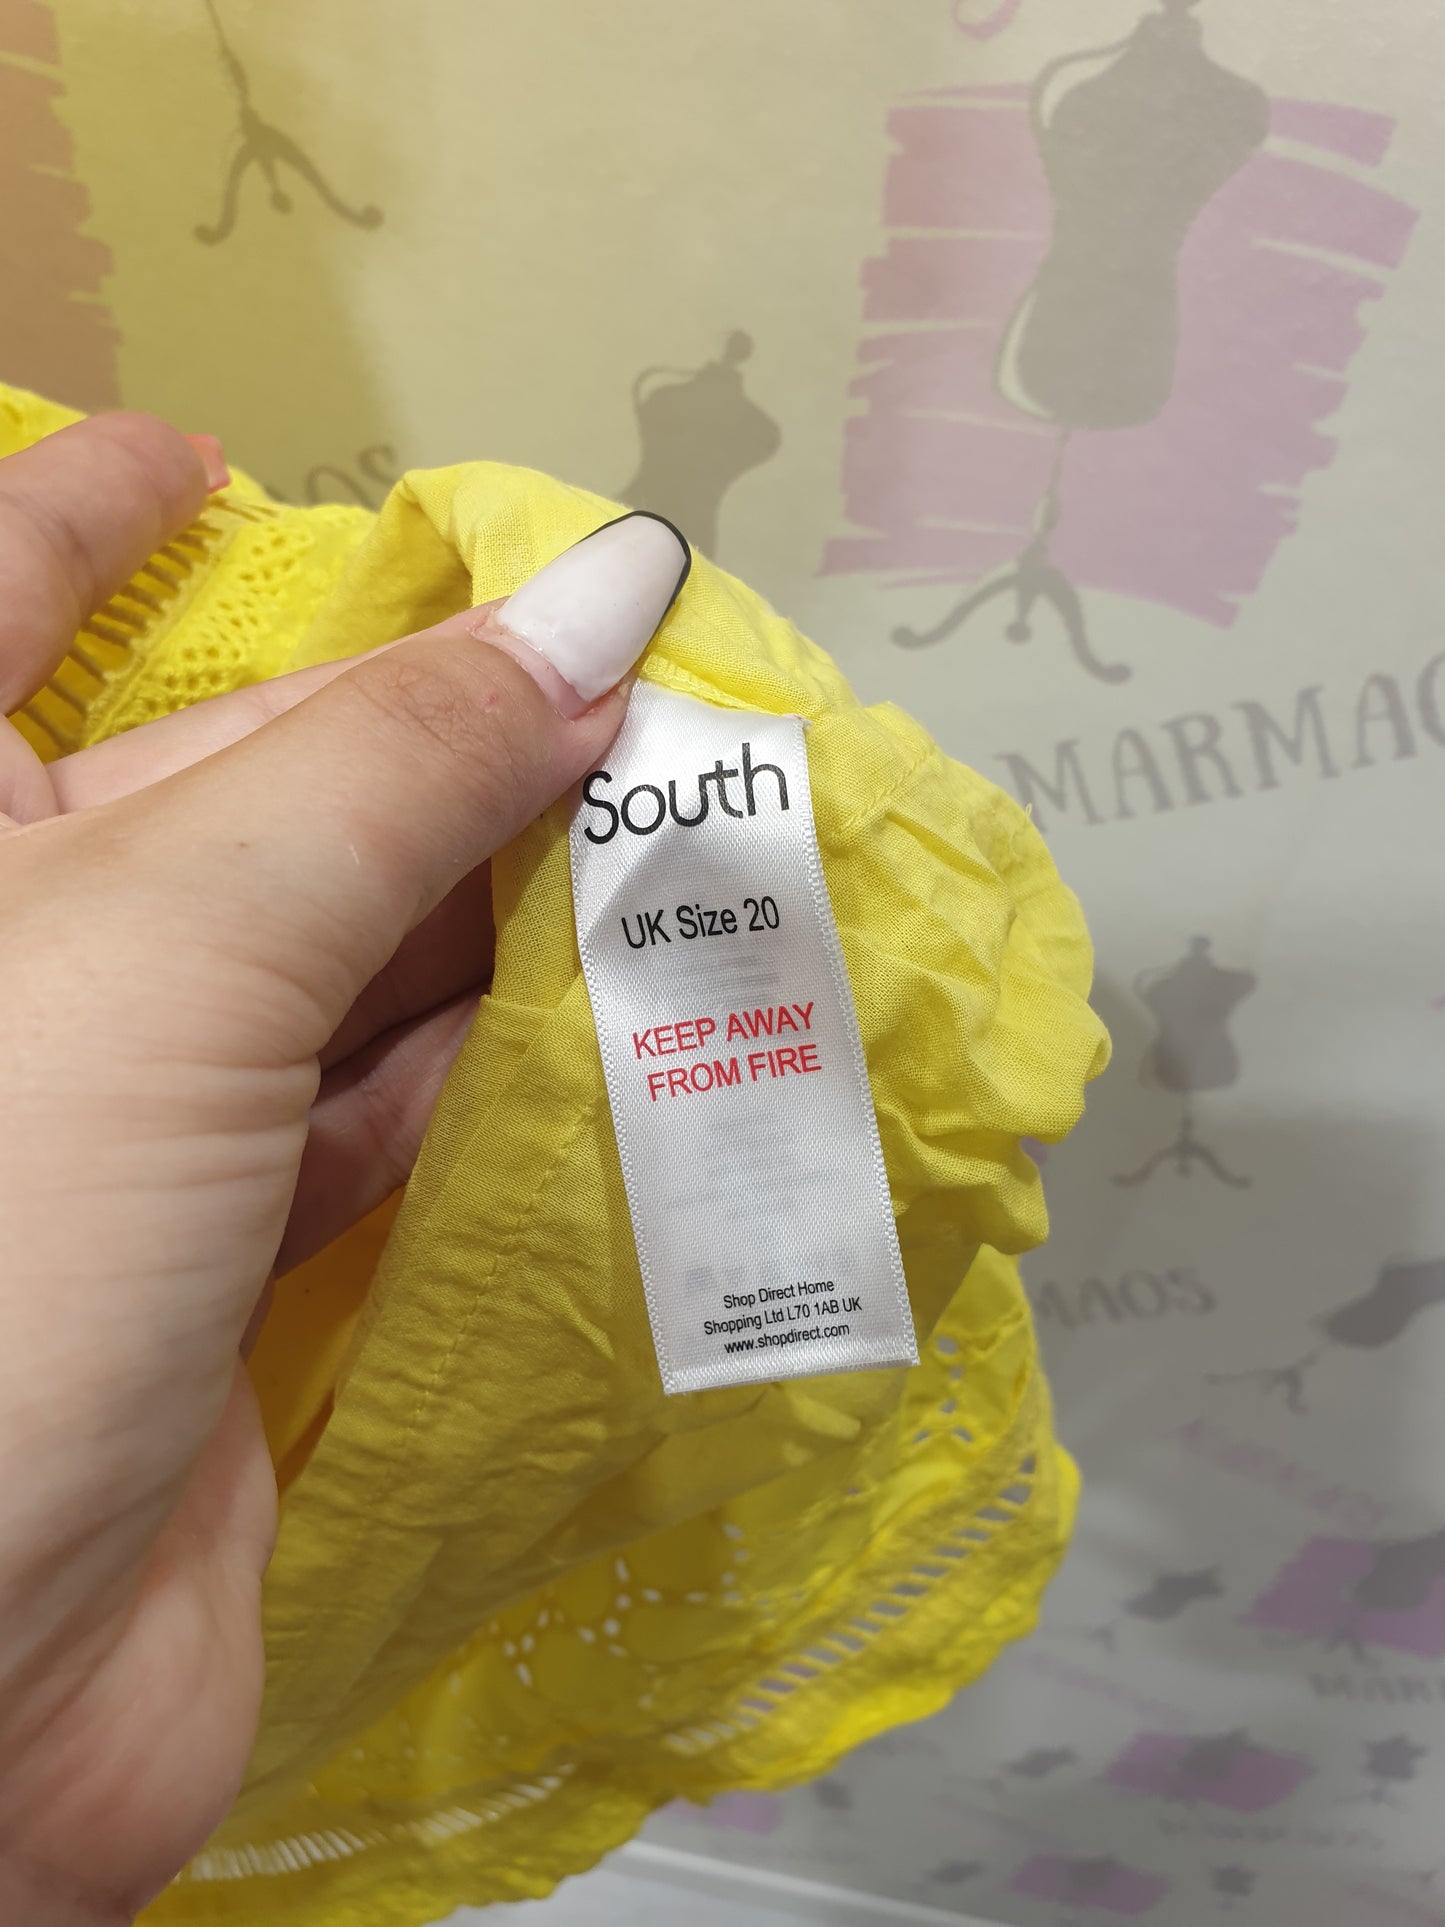 South
UK Size 20
KEEP AWAY
FROM FIRE
Shop Direct Home
Shopping Ltd L70 1AB UK
www.shopdirect.com
MARMAOS